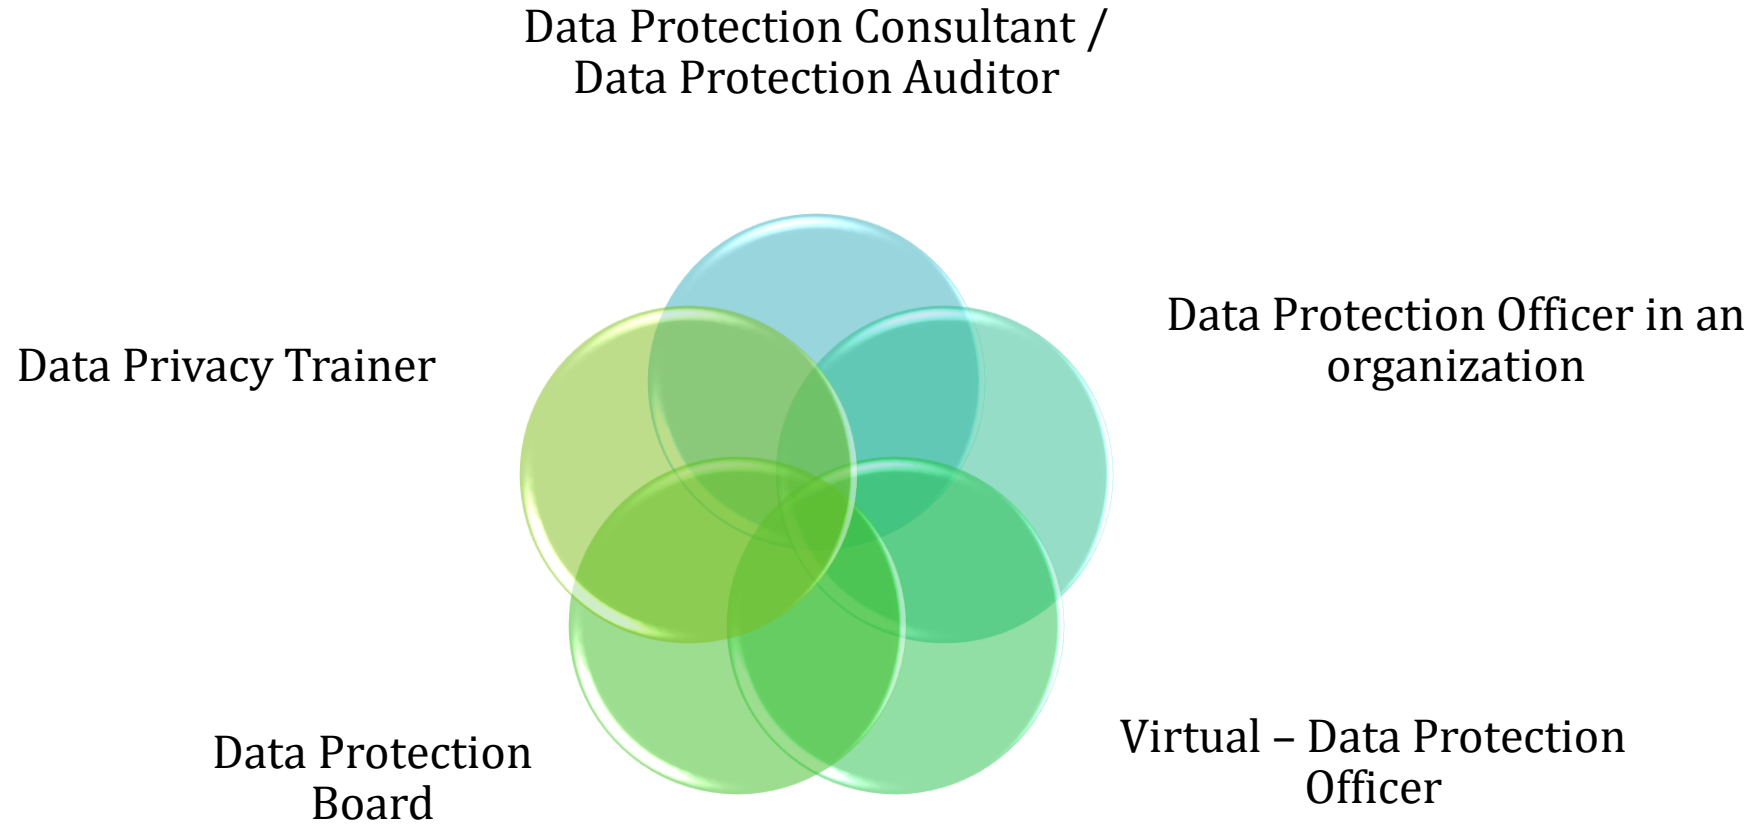 Data Protection Consultant /
Data Protection Auditor
Data Protection Officer in an
organization
Virtual – Data Protection
Officer
Data Protection
Board
Data Privacy Trainer